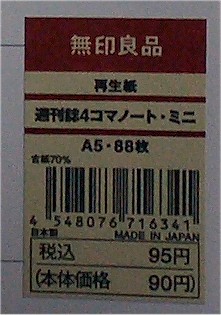 無印良品
再生紙
週刊誌4コマノート・ミニ
A5・88枚
古紙70%
4 548076 716341
日本製 MADE IN JAPAN
税込 95円
(本体価格 90円)